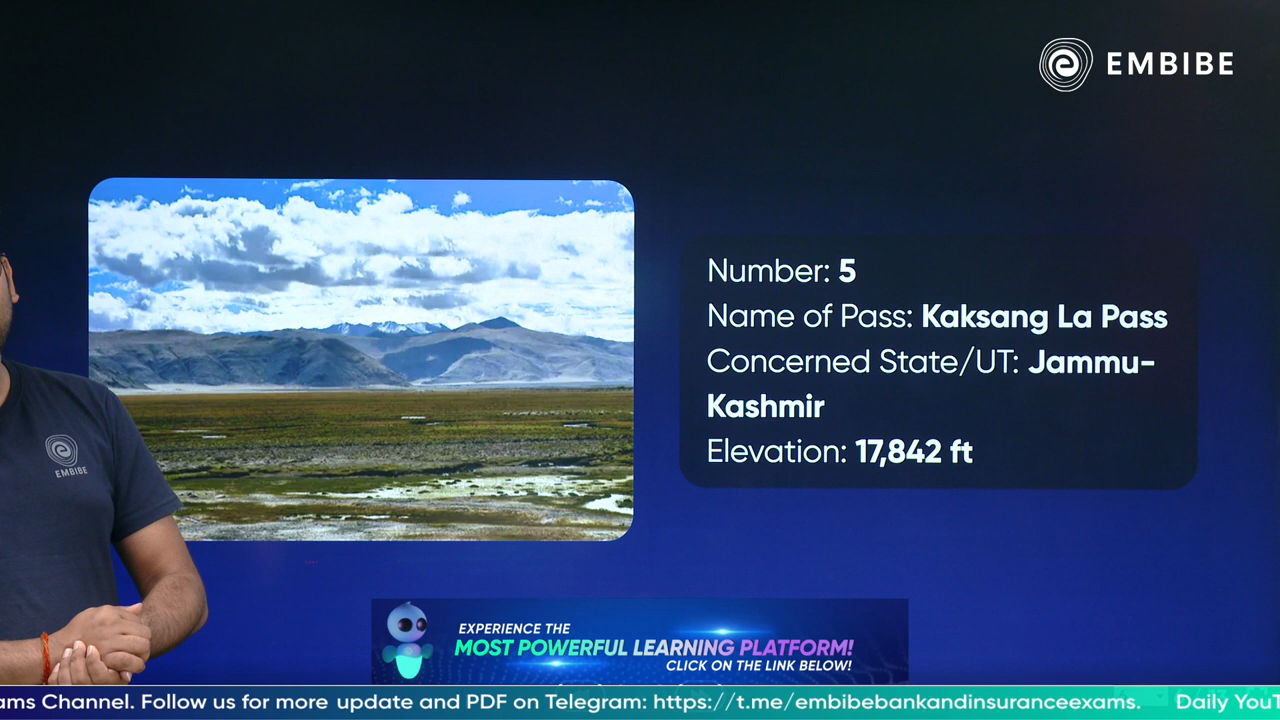 EMBIBE
Number: 5
Name of Pass: Kaksang La Pass
Concerned State/UT: Jammu-
Kashmir
Elevation: 17,842 ft
EMBIBE
EXPERIENCE THE
MOST POWERFUL LEARNING PLATFORM!
CLICK ON THE LINK BELOW!
ams Channel. Follow us for more update and PDF on Telegram: https://t.me/embibebankandinsuranceexams. Daily YouT